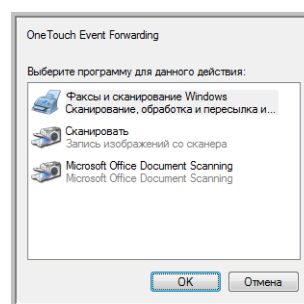 OneTouch Event Forwarding
Выберите программу для данного действия:
Факсы и сканирование Windows
Сканирование, обработка и пересылка и...
Сканировать
Запись изображений со сканера
Microsoft Office Document Scanning
Microsoft Office Document Scanning
OK
Отмена